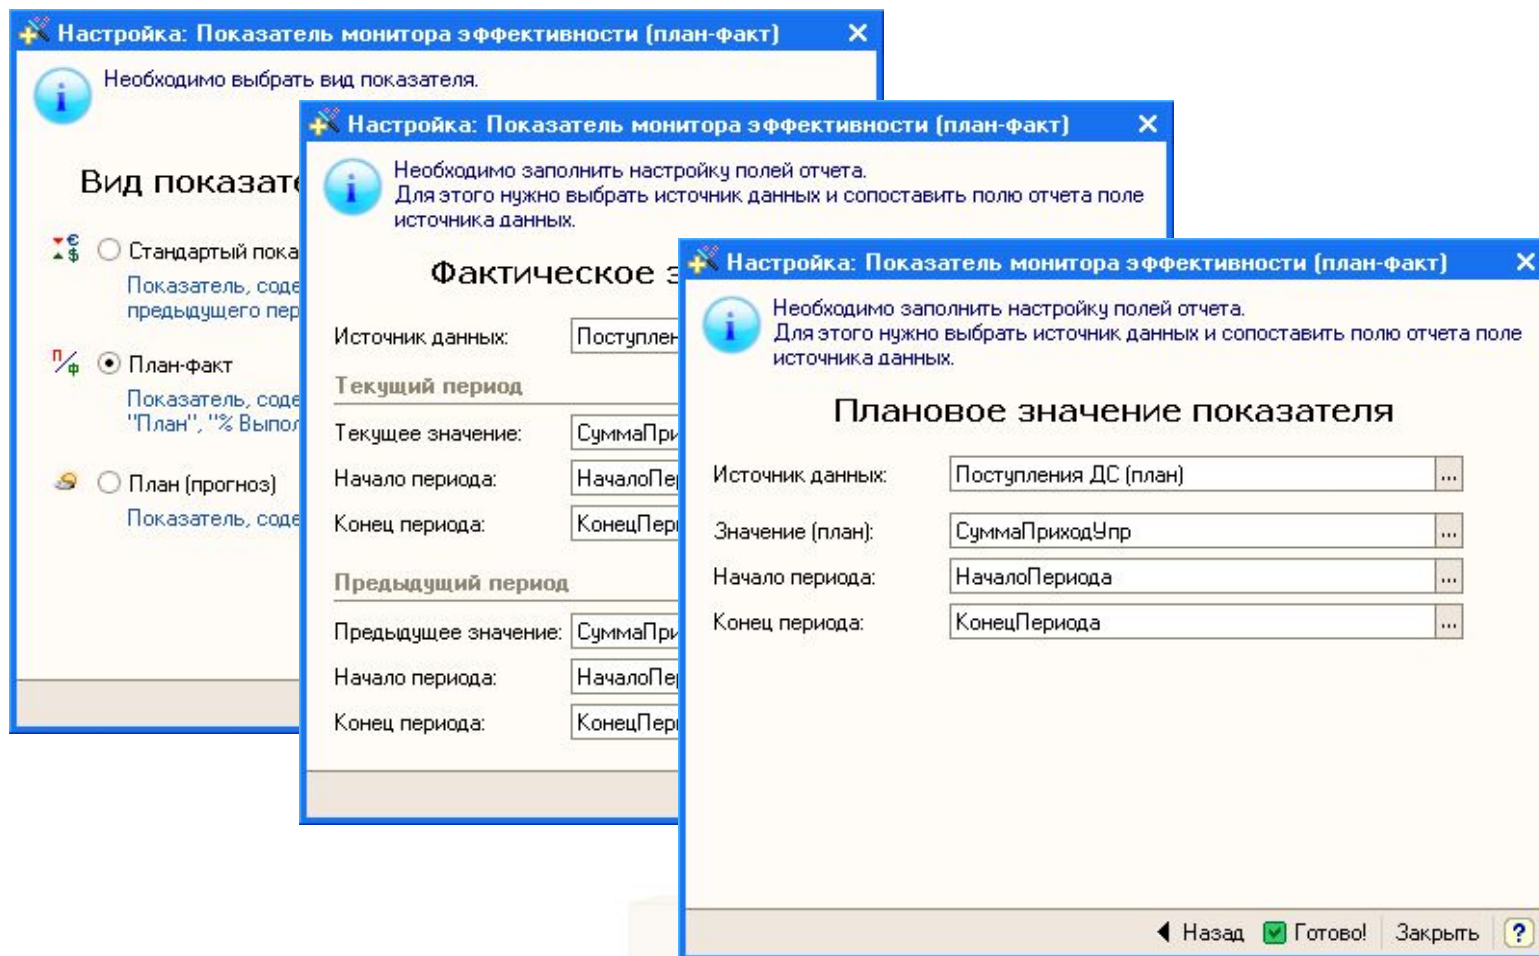 Настройка: Показатель монитора эффективности (план-факт)
Необходимо выбрать вид показателя.
Вид показате
Стандартый пока
Показатель, соде
предыдущего пер
План-факт
Показатель, соде
"План", "% Выпол
План (прогноз)
Показатель, соде
Настройка: Показатель монитора эффективности (план-факт)
Необходимо заполнить настройку полей отчета.
Для этого нужно выбрать источник данных и сопоставить полю отчета поле
источника данных.
Фактическое з
Источник данных: Поступлен
Текущий период
Текущее значение: СуммаПри
Начало периода: НачалоПер
Конец периода: КонецПери
Предыдущий период
Предыдущее значение: СуммаПри
Начало периода: НачалоПер
Конец периода: КонецПери
Настройка: Показатель монитора эффективности (план-факт)
Необходимо заполнить настройку полей отчета.
Для этого нужно выбрать источник данных и сопоставить полю отчета поле
источника данных.
Плановое значение показателя
Источник данных: Поступления ДС (план) ...
Значение (план): СуммаПриходУпр ...
Начало периода: НачалоПериода ...
Конец периода: КонецПериода ...
Назад Готово! Закрыть ?